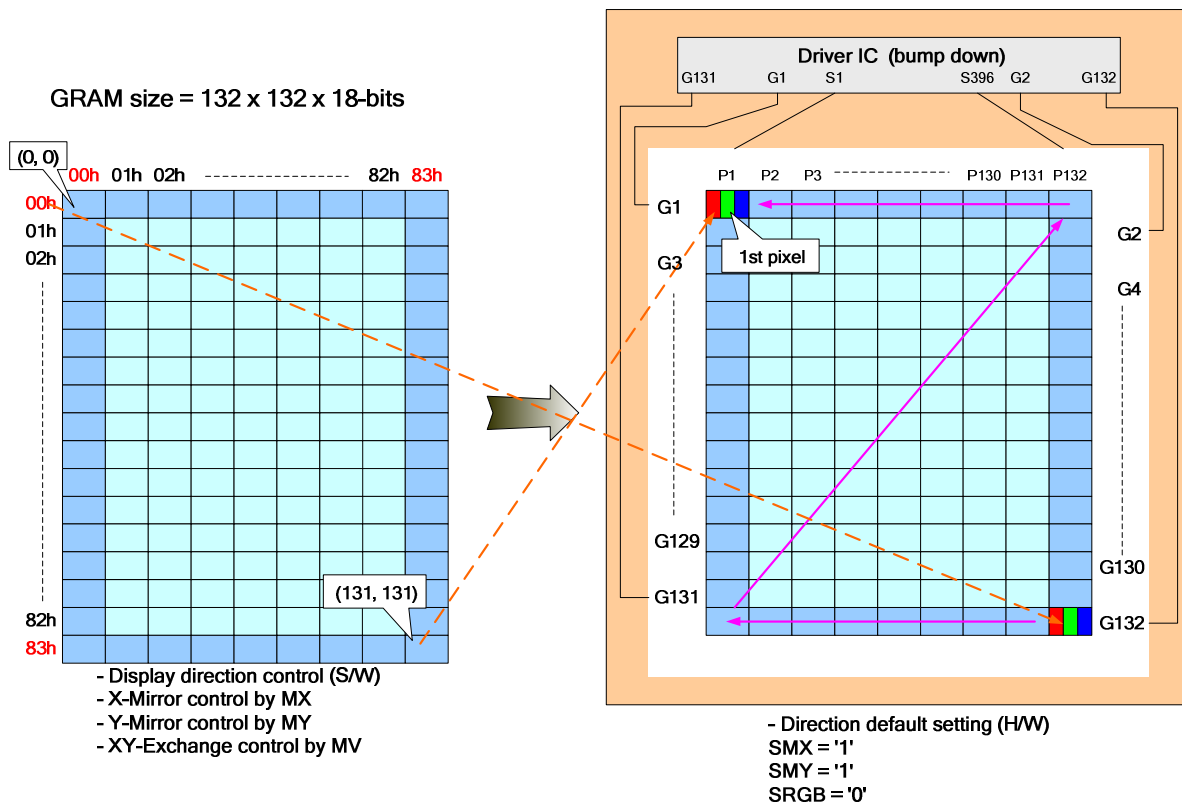 GRAM size = 132 x 132 x 18-bits
(0, 0)
00h 01h 02h 82h 83h
00h
01h
02h
82h
83h
(131, 131)
- Display direction control (S/W)
- X-Mirror control by MX
- Y-Mirror control by MY
- XY-Exchange control by MV
Driver IC (bump down)
G131 G1 S1 S396 G2 G132
P1 P2 P3 P130 P131 P132
G1
G3
G129
G131
1st pixel
G2
G4
G130
G132
- Direction default setting (H/W)
SMX = '1'
SMY = '1'
SRGB = '0'